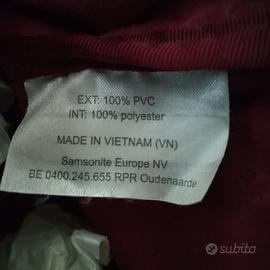 EXT: 100% PVC
INT: 100% polyester
MADE IN VIETNAM (VN)
Samsonite Europe NV
BE 0400.245.655 RPR Oudenaarde
subito